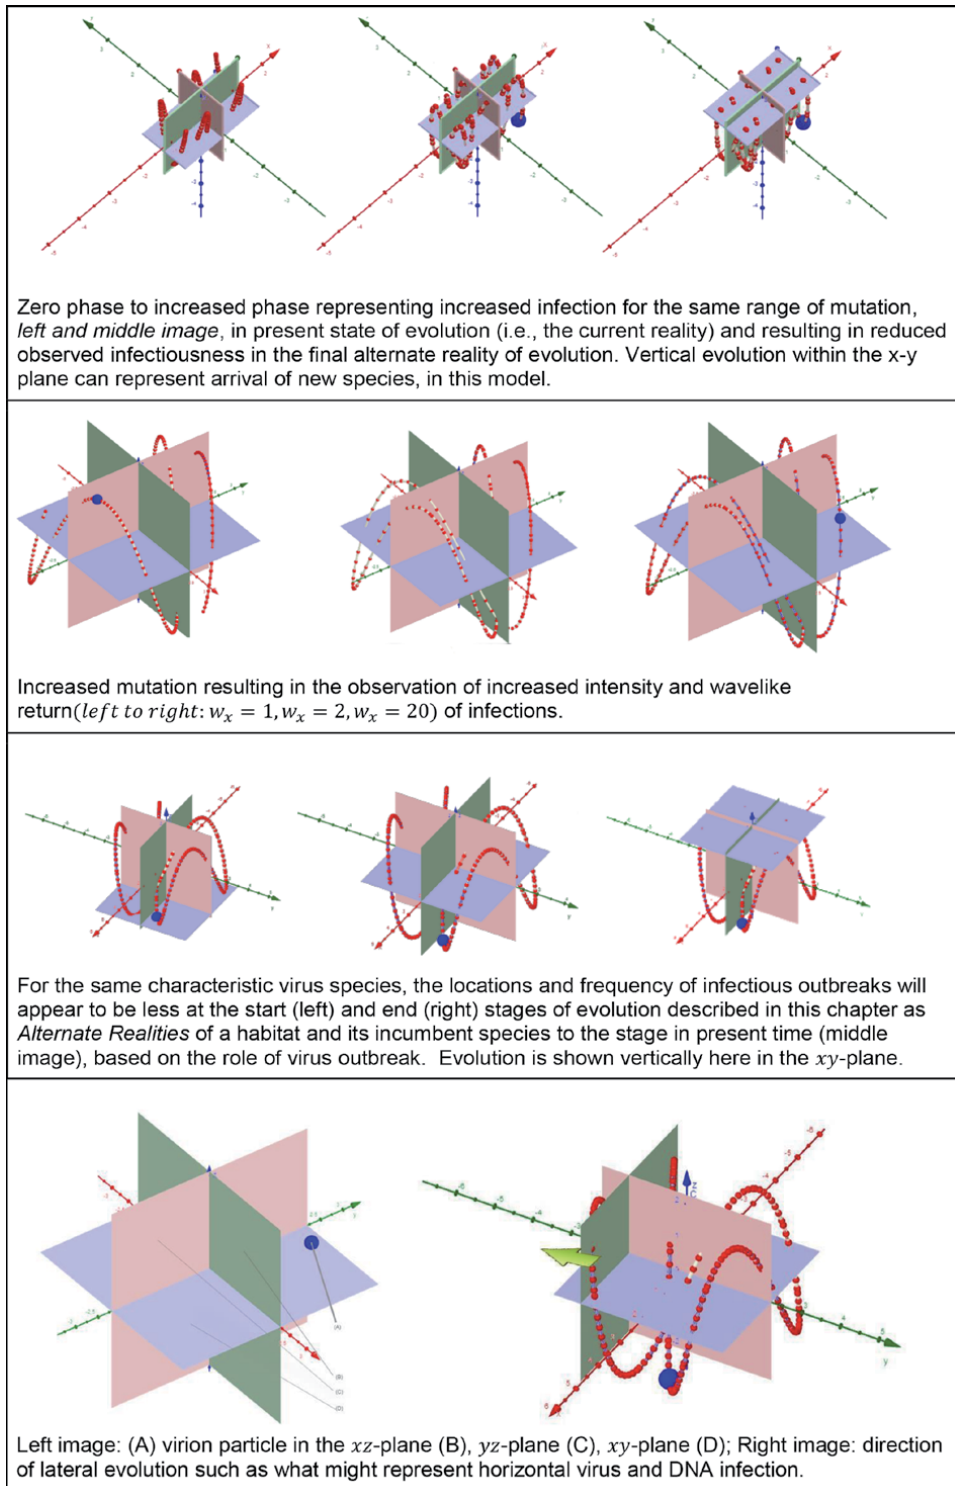 Zero phase to increased phase representing increased infection for the same range of mutation,
left and middle image, in present state of evolution (i.e., the current reality) and resulting in reduced
observed infectiousness in the final alternate reality of evolution. Vertical evolution within the x-y
plane can represent arrival of new species, in this model.
Increased mutation resulting in the observation of increased intensity and wavelike
return(left to right: wₓ = 1, wₓ = 2, wₓ = 20) of infections.
For the same characteristic virus species, the locations and frequency of infectious outbreaks will
appear to be less at the start (left) and end (right) stages of evolution described in this chapter as
Alternate Realities of a habitat and its incumbent species to the stage in present time (middle
image), based on the role of virus outbreak. Evolution is shown vertically here in the xy-plane.
(A)
(B)
(C)
(D)
Left image: (A) virion particle in the xz-plane (B), yz-plane (C), xy-plane (D); Right image: direction
of lateral evolution such as what might represent horizontal virus and DNA infection.